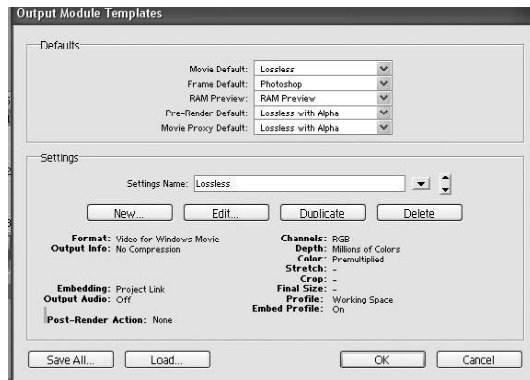 Output Module Templates
Defaults
Movie Default: Lossless
Frame Default: Photoshop
RAM Preview: RAM Preview
Pre-Render Default: Lossless with Alpha
Movie Proxy Default: Lossless with Alpha
Settings
Settings Name: Lossless
New... Edit... Duplicate Delete
Format: Video for Windows Movie
Output Info: No Compression
Embedding: Project Link
Output Audio: Off
Post-Render Action: None
Channels: RGB
Depth: Millions of Colors
Color: Premultiplied
Stretch: -
Crop: -
Final Size: -
Profile: Working Space
Embed Profile: On
Save All... Load... OK Cancel